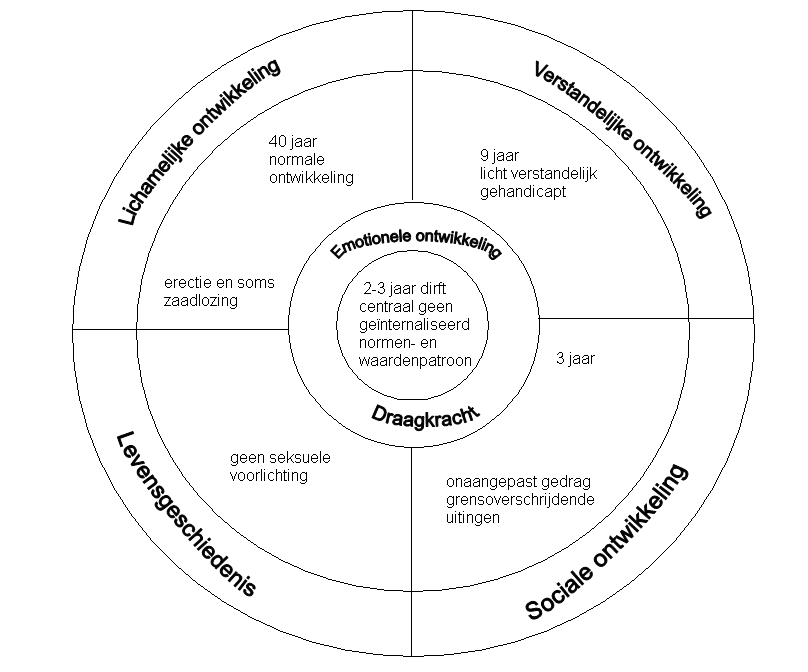 Lichamelijke ontwikkeling
40 jaar
normale
ontwikkeling
erectie en soms
zaadlozing
Verstandelijke ontwikkeling
9 jaar
licht verstandelijk
gehandicapt
Emotionele ontwikkeling
2-3 jaar dirft
centraal geen
geïnternaliseerd
normen- en
waardenpatroon
Draagkracht
Levensgeschiedenis
geen seksuele
voorlichting
Sociale ontwikkeling
3 jaar
onaangepast gedrag
grensoverschrijdende
uitingen